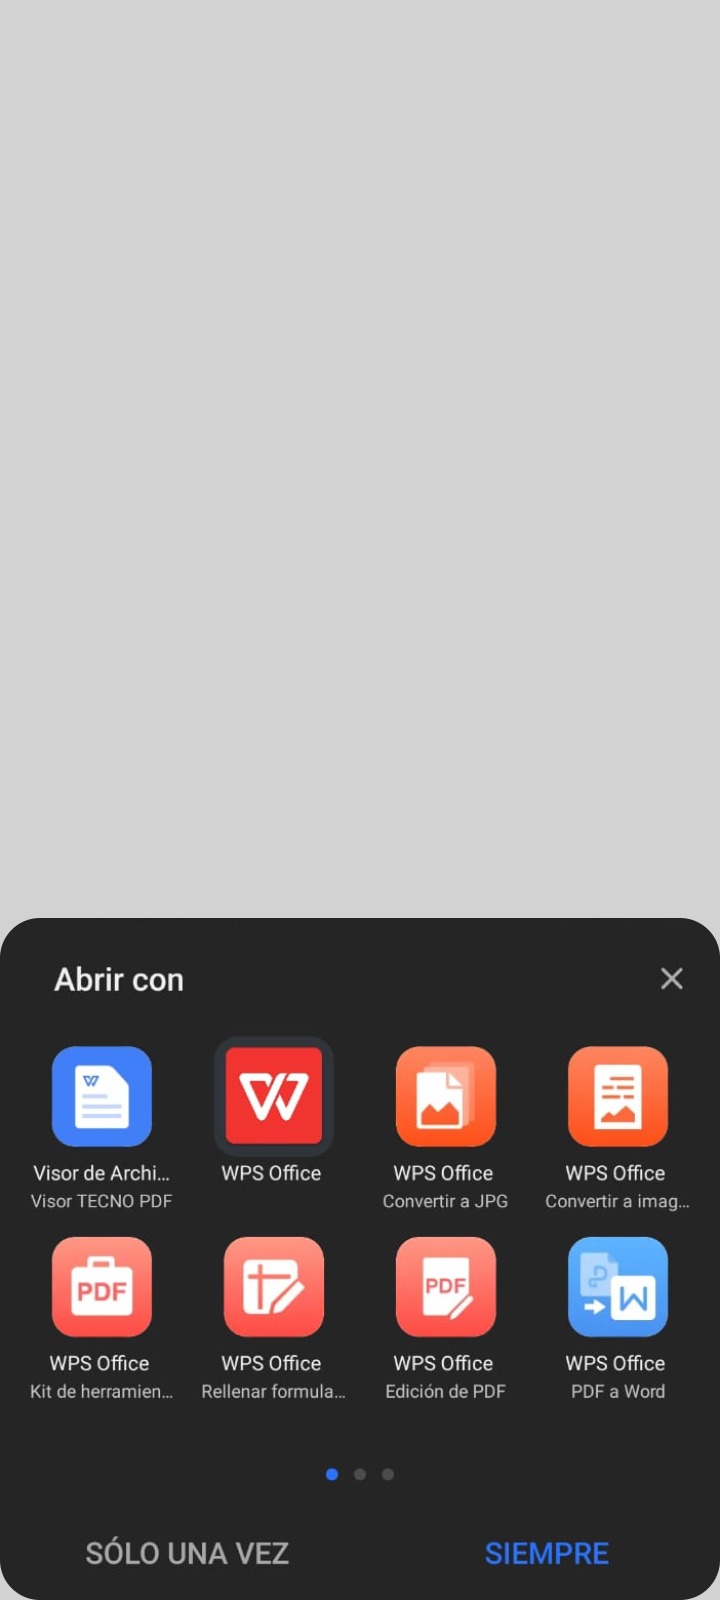 Abrir con
Visor de Archi...
Visor TECNO PDF
WPS Office
WPS Office
Convertir a JPG
WPS Office
Convertir a imag...
PDF
WPS Office
Kit de herramien...
WPS Office
Rellenar formula...
PDF
WPS Office
Edición de PDF
WPS Office
PDF a Word
SÓLO UNA VEZ
SIEMPRE